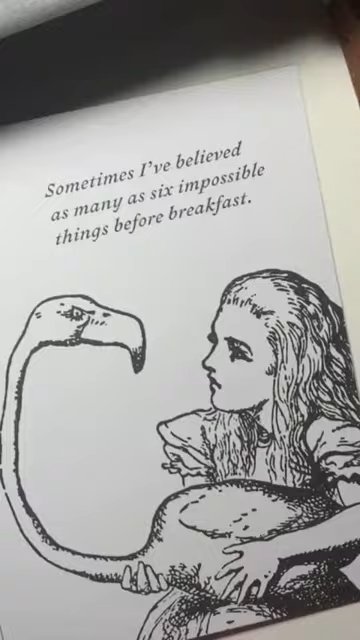 Sometimes I've believed
as many as six impossible
things before breakfast.